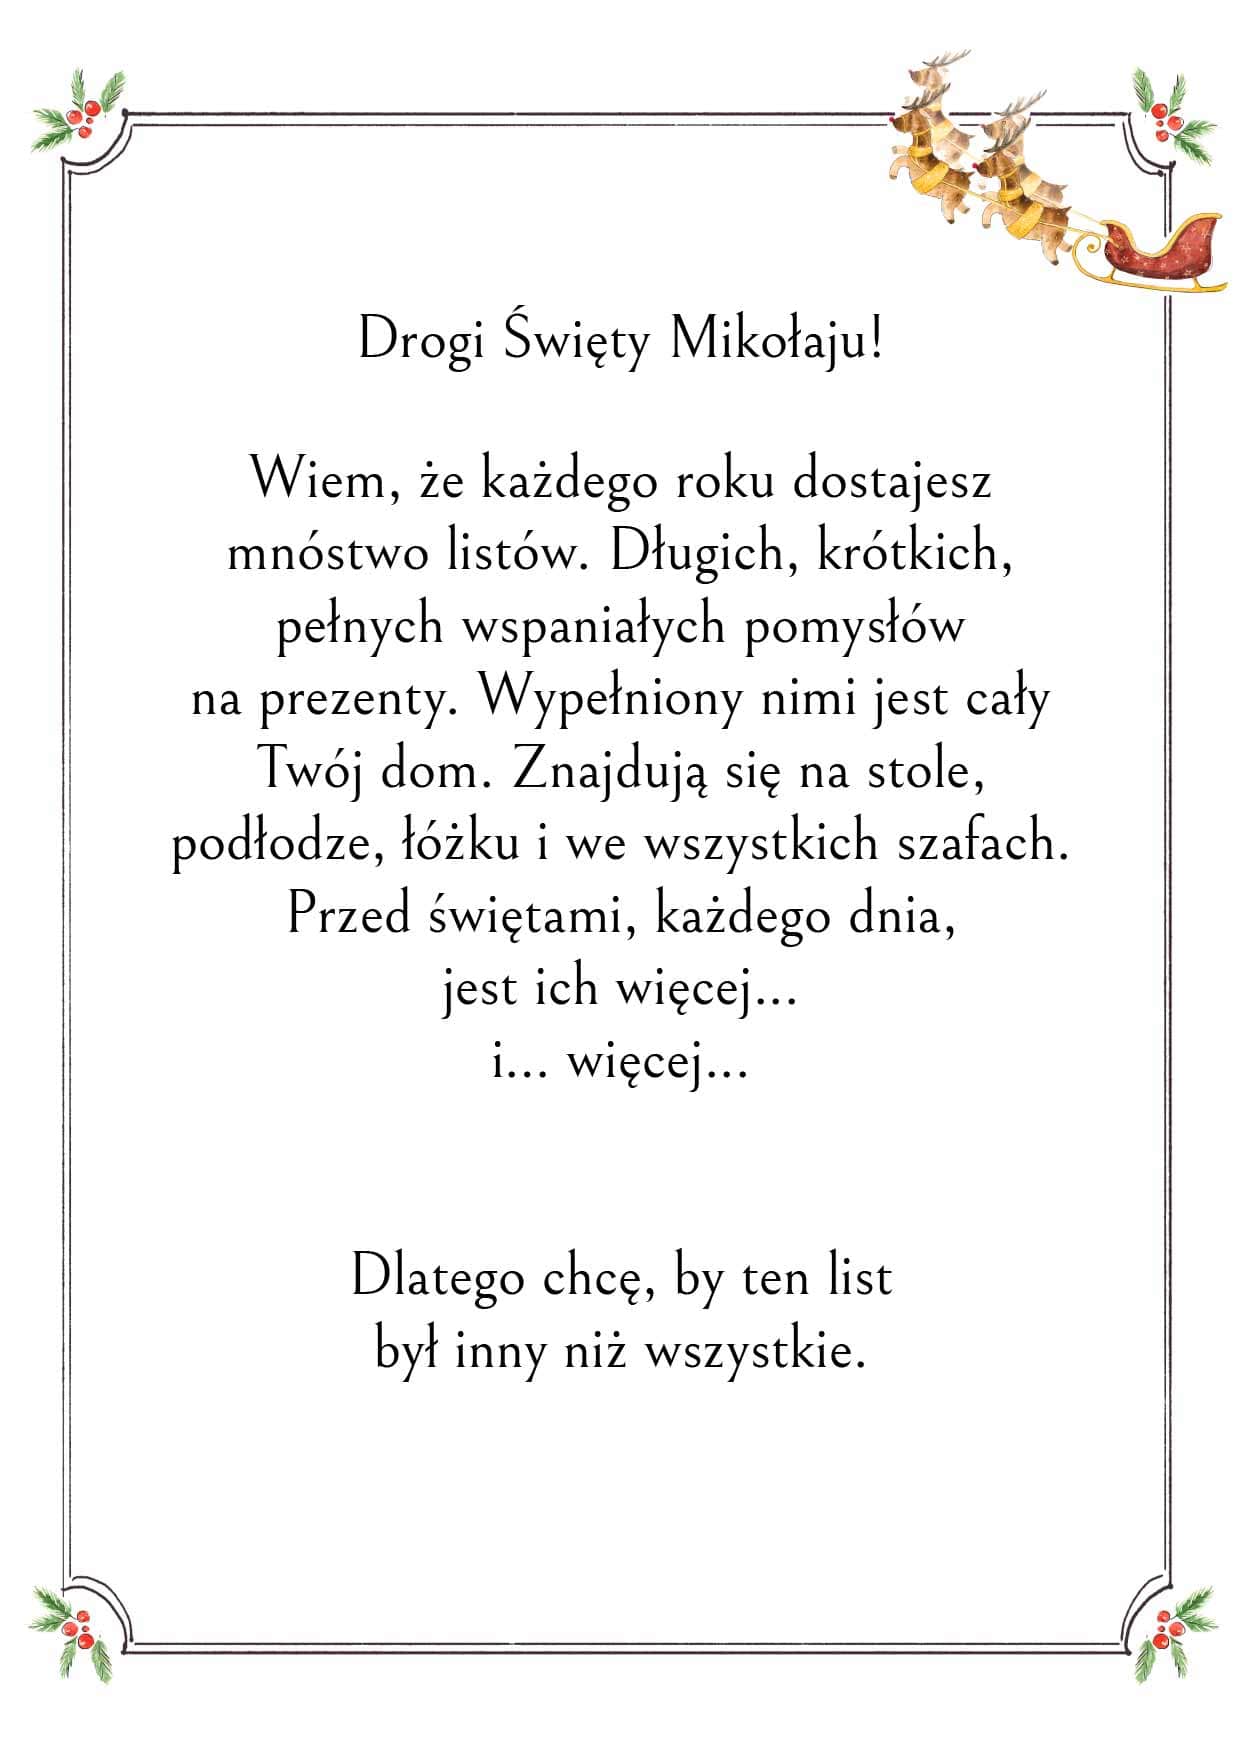 Drogi Święty Mikołaju!
Wiem, że każdego roku dostajesz
mnóstwo listów. Długich, krótkich,
pełnych wspaniałych pomysłów
na prezenty. Wypełniony nimi jest cały
Twój dom. Znajdują się na stole,
podłodze, łóżku i we wszystkich szafach.
Przed świętami, każdego dnia,
jest ich więcej...
i... więcej...
Dlatego chcę, by ten list
był inny niż wszystkie.